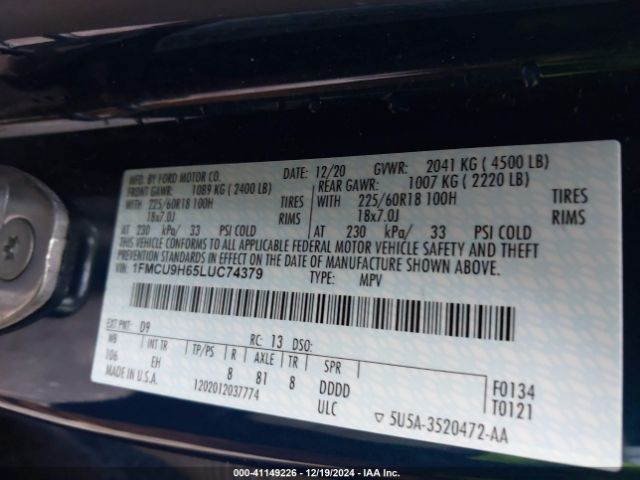 MFD. BY FORD MOTOR CO. DATE: 12/20 GVWR: 2041 KG ( 4500 LB)
FRONT GAWR: 1089 KG ( 2400 LB) REAR GAWR: 1007 KG ( 2220 LB)
WITH 225/60R18 100H TIRES WITH 225/60R18 100H TIRES
18x7.0J RIMS 18x7.0J RIMS
AT 230 kPa/ 33 PSI COLD AT 230 kPa/ 33 PSI COLD
THIS VEHICLE CONFORMS TO ALL APPLICABLE FEDERAL MOTOR VEHICLE SAFETY AND THEFT
PREVENTION STANDARDS IN EFFECT ON THE DATE OF MANUFACTURE SHOWN ABOVE.
VIN: 1FMCU9H65LUC74379 TYPE: MPV
EXT PNT: D9 RC: 13 DSO:
WB INT TR TP/PS R AXLE TR SPR
106 EH 8 81 8 DDDD F0134
MADE IN U.S.A. 1202012037774 ULC T0121
5U5A-3520472-AA
000-41149226 - 12/19/2024 - IAA Inc.